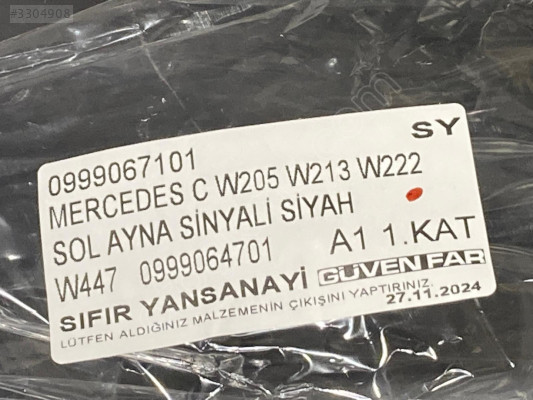 #3304908
SY
0999067101
MERCEDES C W205 W213 W222
SOL AYNA SİNYALİ SİYAH
W447 0999064701 A1 1.KAT
SIFIR YANSANAYİ GÜVEN FAR
LÜTFEN ALDIĞINIZ MALZEMENİN ÇIKIŞINI YAPTIRINIZ. 27.11.2024